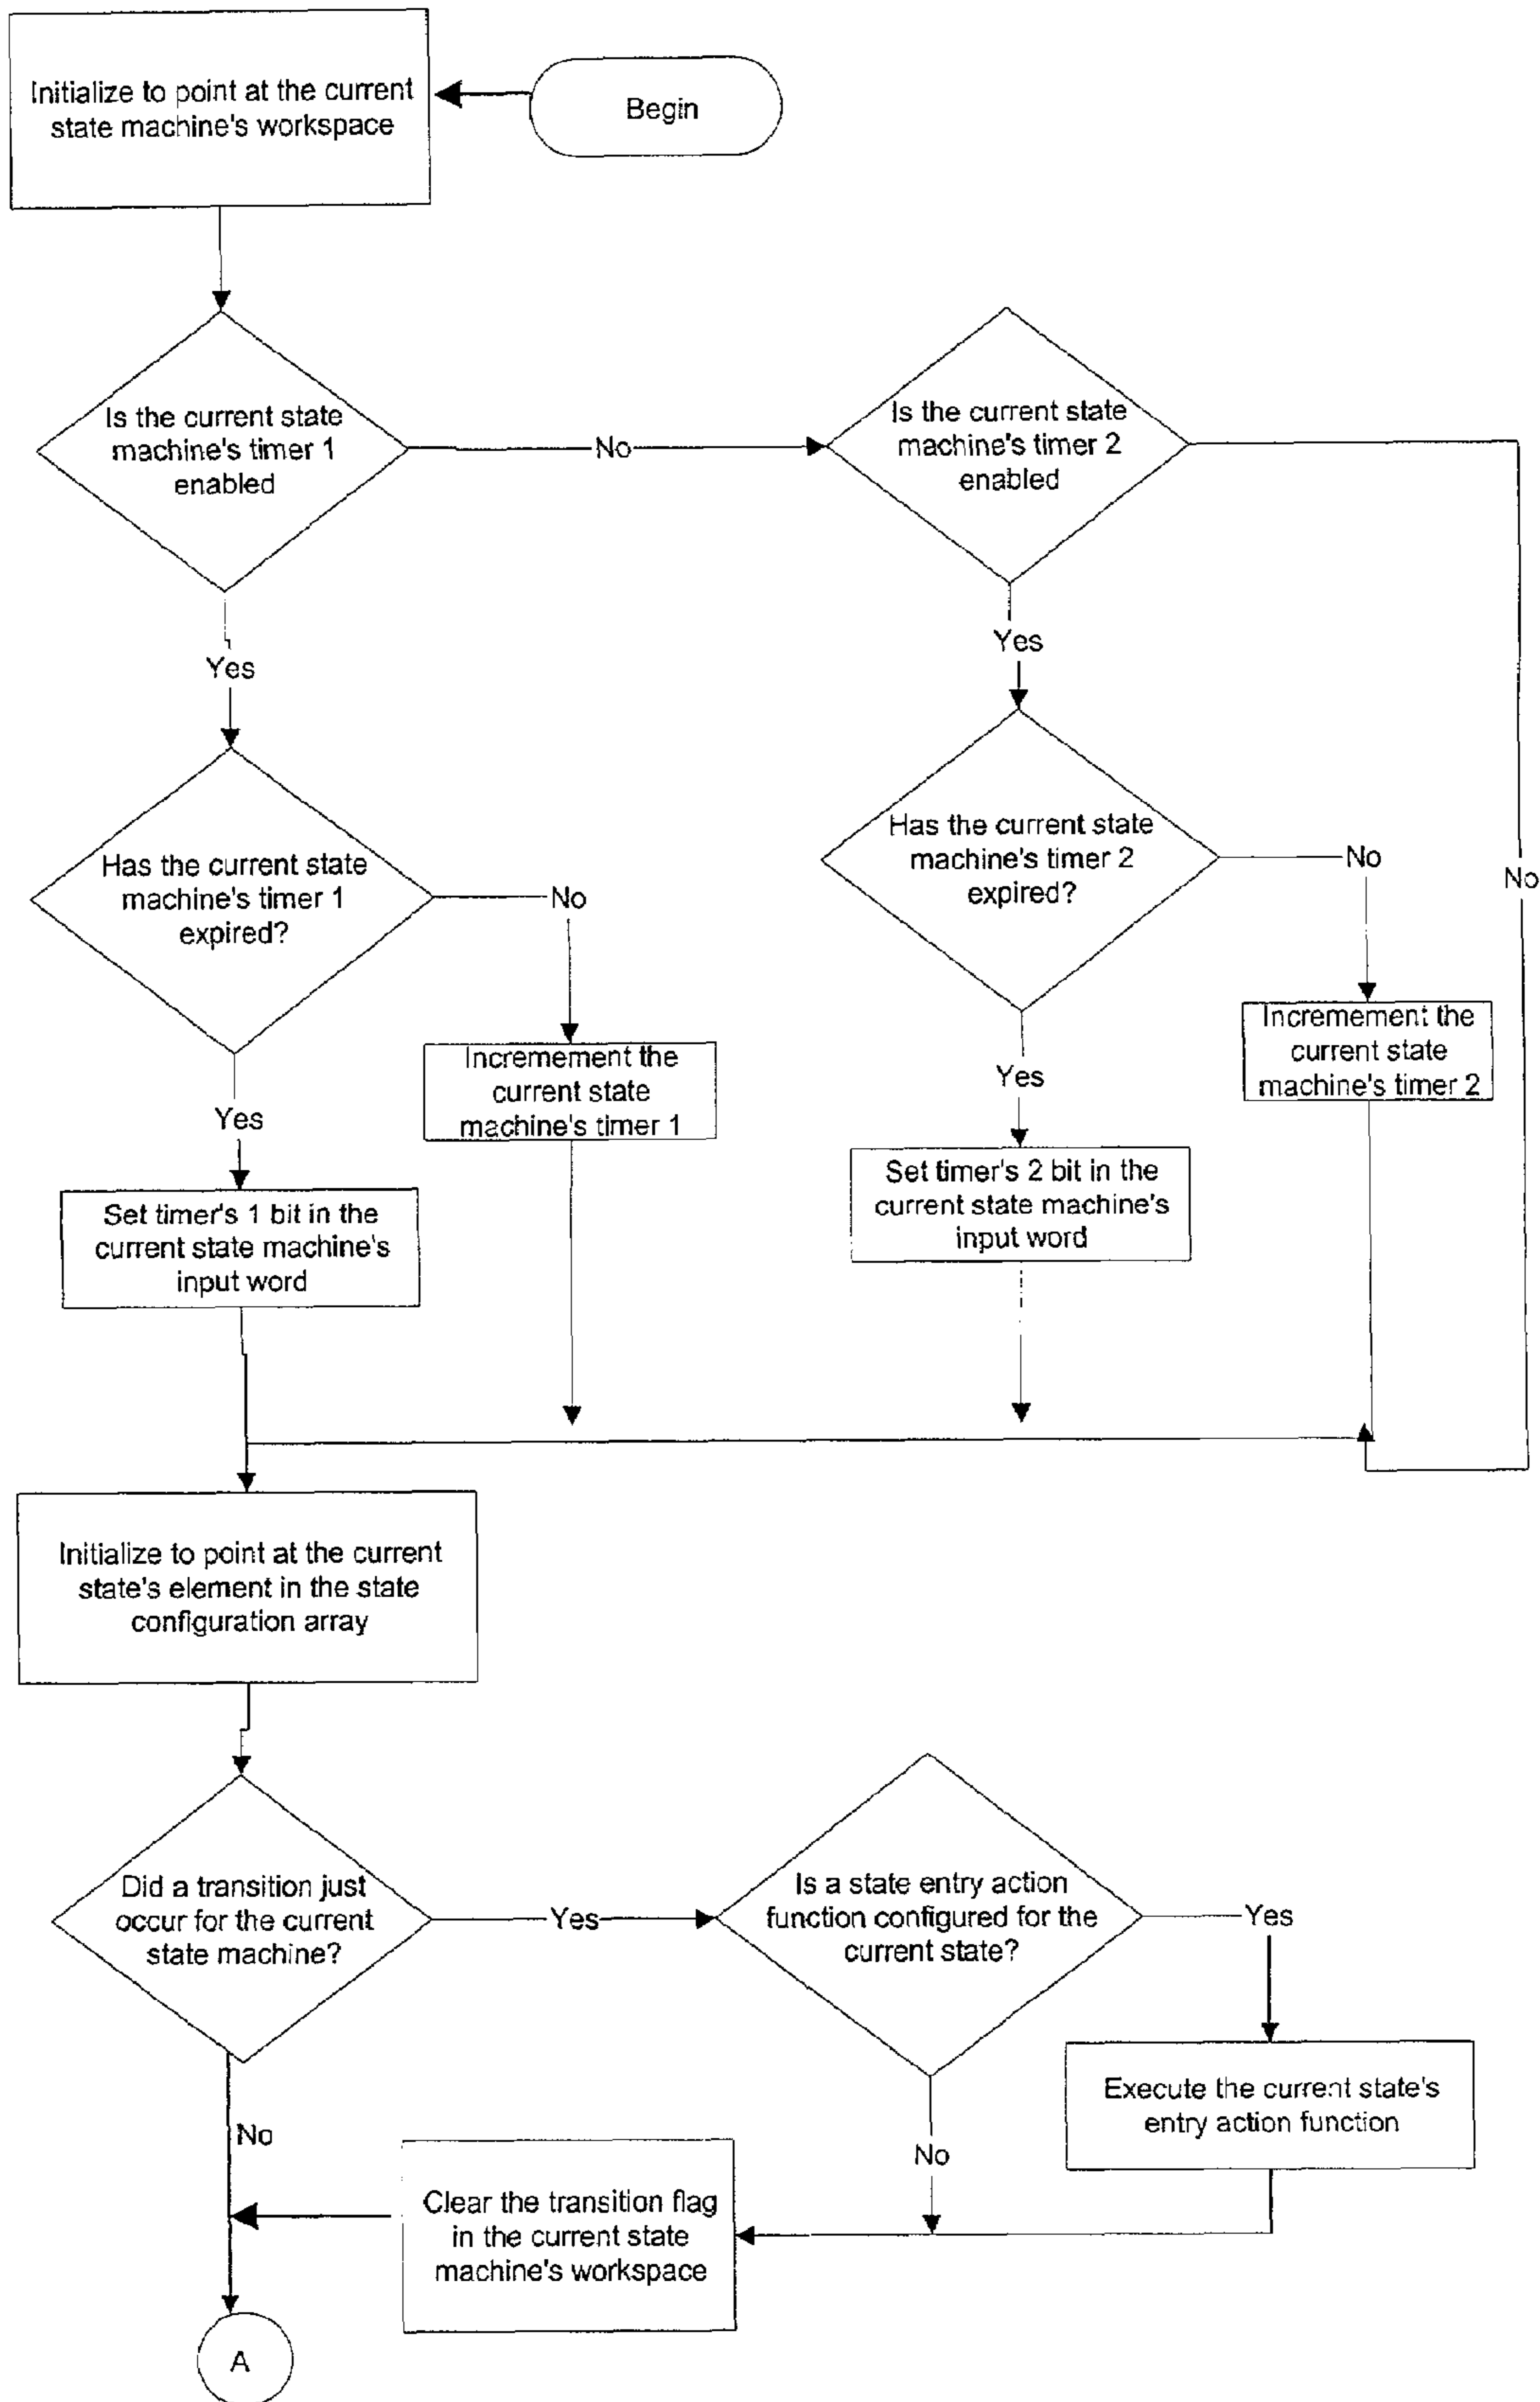 Initialize to point at the current
state machine's workspace
Begin
Is the current state
machine's timer 1
enabled
No
Is the current state
machine's timer 2
enabled
Yes
Yes
Has the current state
machine's timer 1
expired?
No
Has the current state
machine's timer 2
expired?
No
No
Incremement the
current state
machine's timer 1
Incremement the
current state
machine's timer 2
Yes
Yes
Set timer's 1 bit in the
current state machine's
input word
Set timer's 2 bit in the
current state machine's
input word
Initialize to point at the current
state's element in the state
configuration array
Did a transition just
occur for the current
state machine?
Yes
Is a state entry action
function configured for the
current state?
Yes
Execute the current state's
entry action function
No
No
Clear the transition flag
in the current state
machine's workspace
A